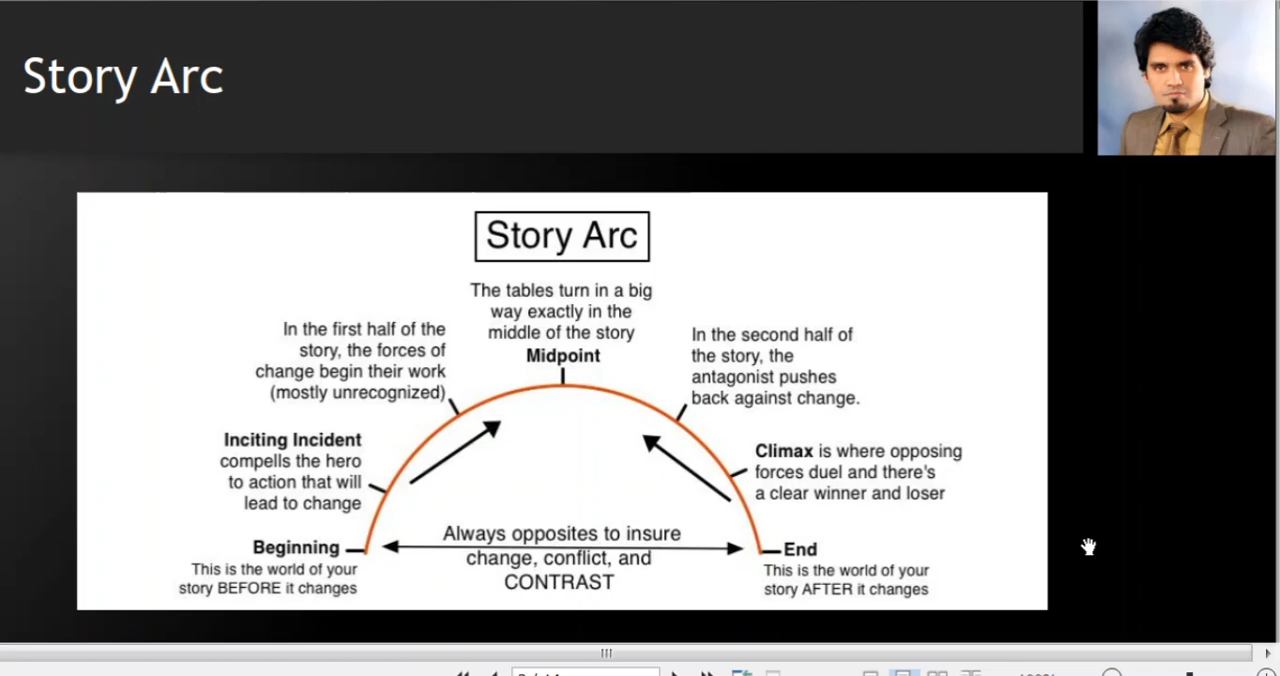 Story Arc
Story Arc
The tables turn in a big
way exactly in the
middle of the story
Midpoint
In the first half of the
story, the forces of
change begin their work
(mostly unrecognized)
In the second half of
the story, the
antagonist pushes
back against change.
Inciting Incident
compells the hero
to action that will
lead to change
Climax is where opposing
forces duel and there's
a clear winner and loser
Beginning
This is the world of your
story BEFORE it changes
Always opposites to insure
change, conflict, and
CONTRAST
End
This is the world of your
story AFTER it changes